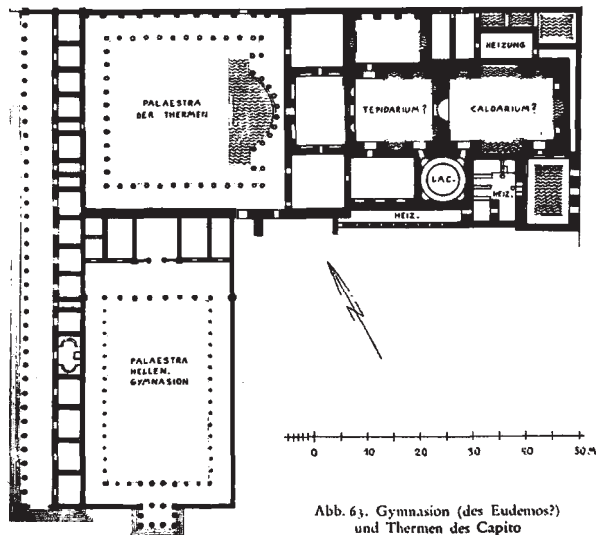 HEIZUNG
PALAESTRA
DER THERMEN
TEPIDARIUM?
CALDARIUM?
LAC.
HEIZ.
HEIZ.
PALAESTRA
HELLEN.
GYMNASION
0 10 20 30 40 50 M
Abb. 63. Gymnasion (des Eudemos?)
und Thermen des Capito